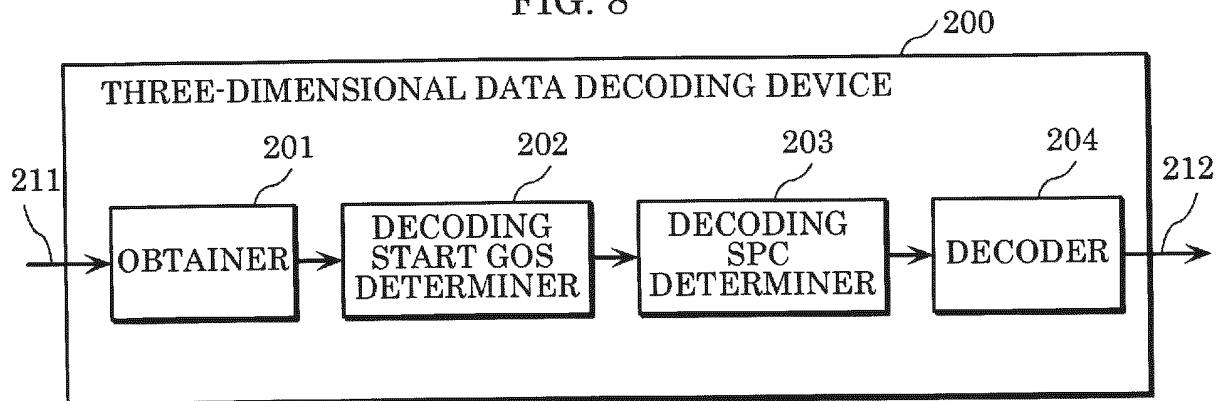 FIG. 8
200
THREE-DIMENSIONAL DATA DECODING DEVICE
201
202
203
204
211
212
OBTAINER
DECODING
START GOS
DETERMINER
DECODING
SPC
DETERMINER
DECODER